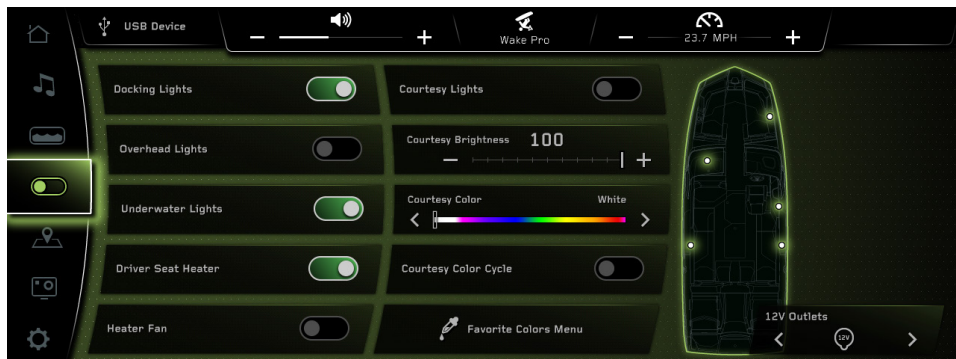 USB Device
Wake Pro
23.7 MPH
Docking Lights
Courtesy Lights
Overhead Lights
Courtesy Brightness 100
Underwater Lights
Courtesy Color White
Driver Seat Heater
Courtesy Color Cycle
Heater Fan
Favorite Colors Menu
12V Outlets
12V